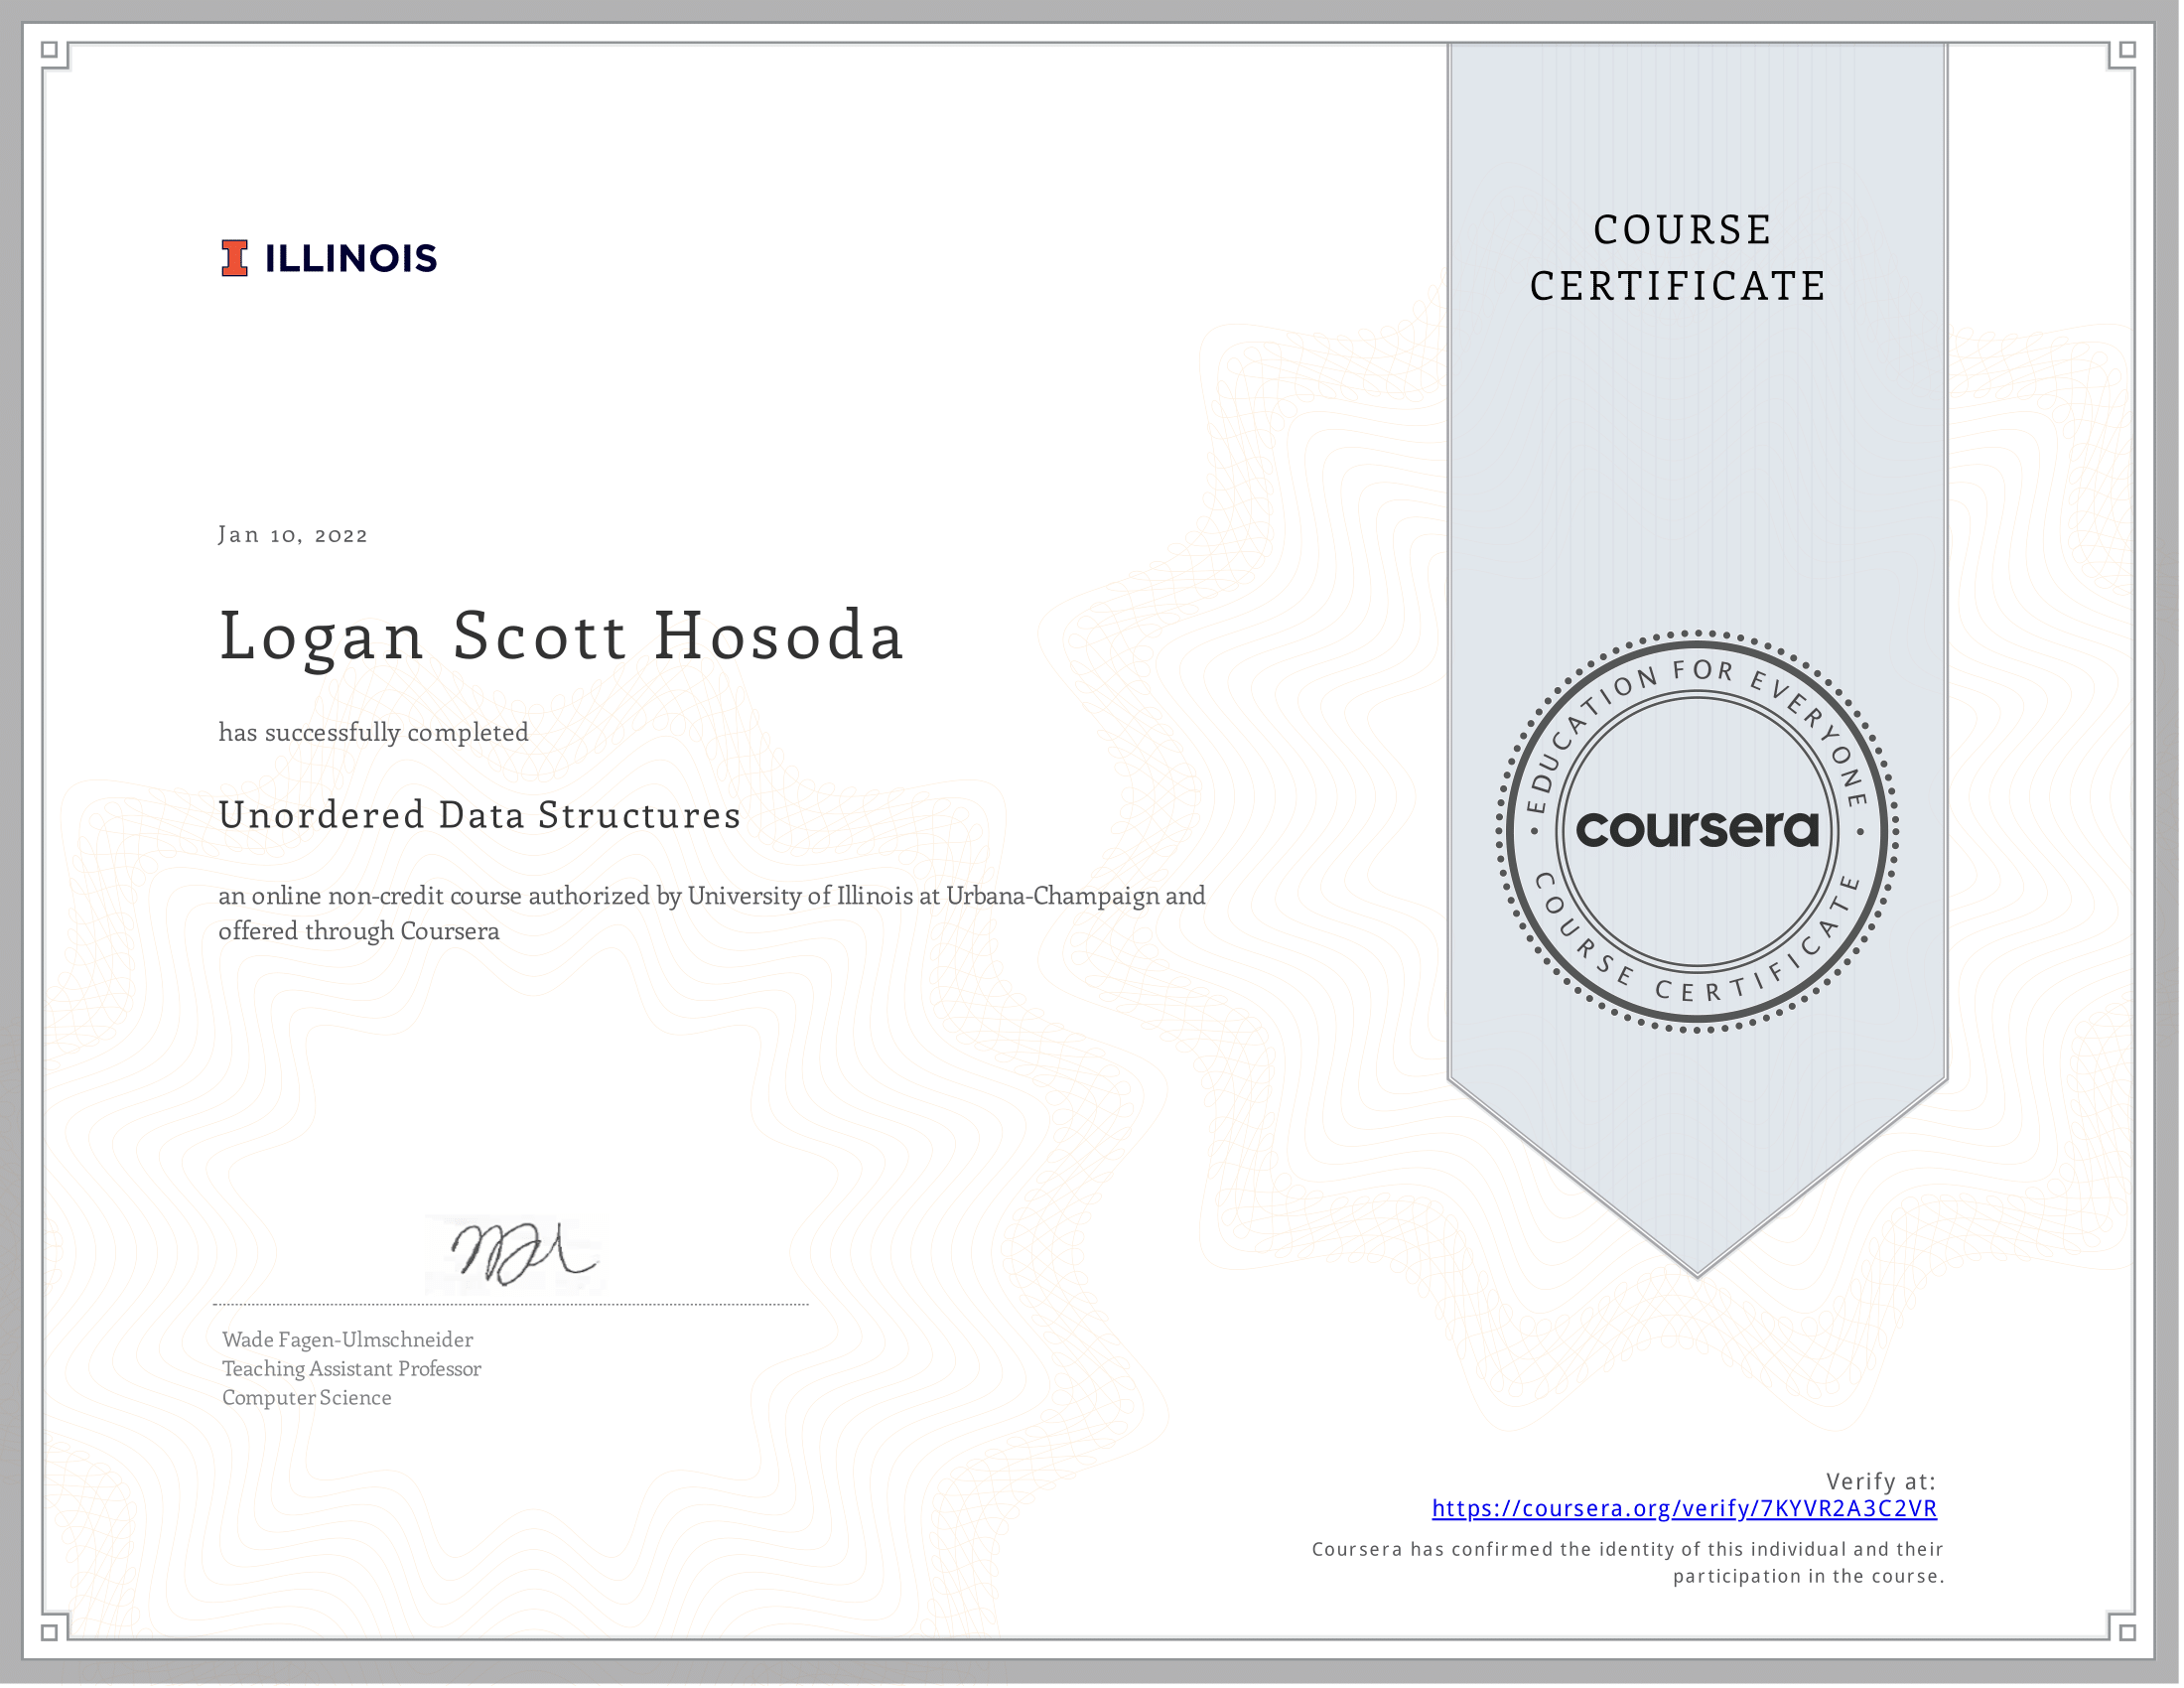 ILLINOIS
COURSE
CERTIFICATE
Jan 10, 2022
Logan Scott Hosoda
has successfully completed
Unordered Data Structures
an online non-credit course authorized by University of Illinois at Urbana-Champaign and
offered through Coursera
EDUCATION FOR EVERYONE
coursera
COURSE CERTIFICATE
Wade Fagen-Ulmschneider
Teaching Assistant Professor
Computer Science
Verify at:
https://coursera.org/verify/7KYVR2A3C2VR
Coursera has confirmed the identity of this individual and their
participation in the course.